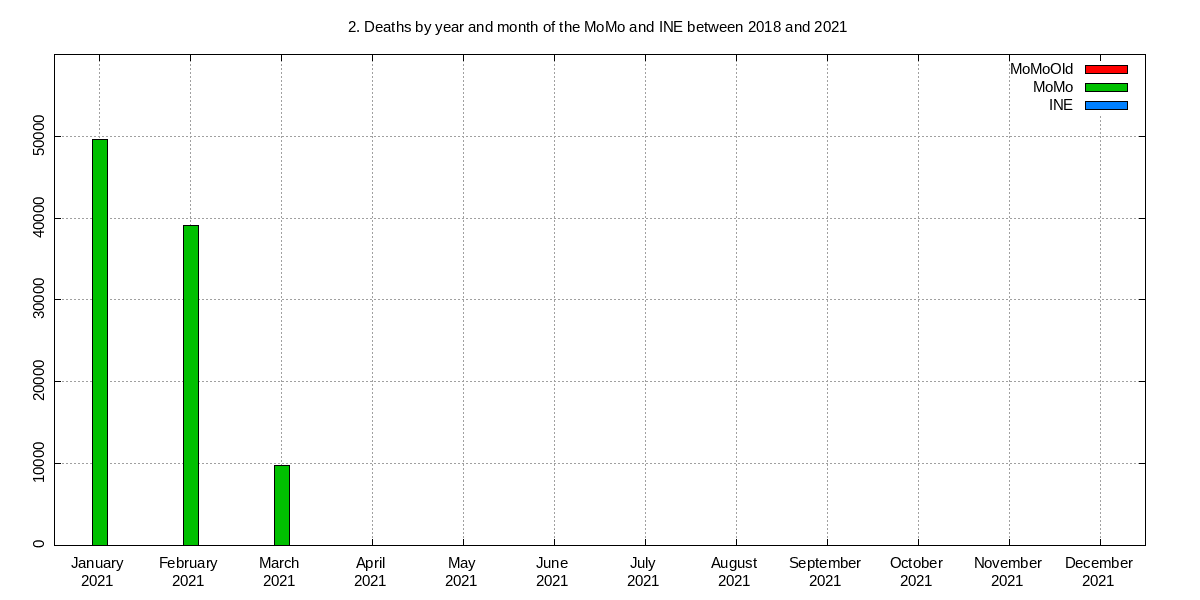 2. Deaths by year and month of the MoMo and INE between 2018 and 2021
MoMoOld
MoMo
INE
50000
40000
30000
20000
10000
0
January February March April May June July August September October November December
2021 2021 2021 2021 2021 2021 2021 2021 2021 2021 2021 2021